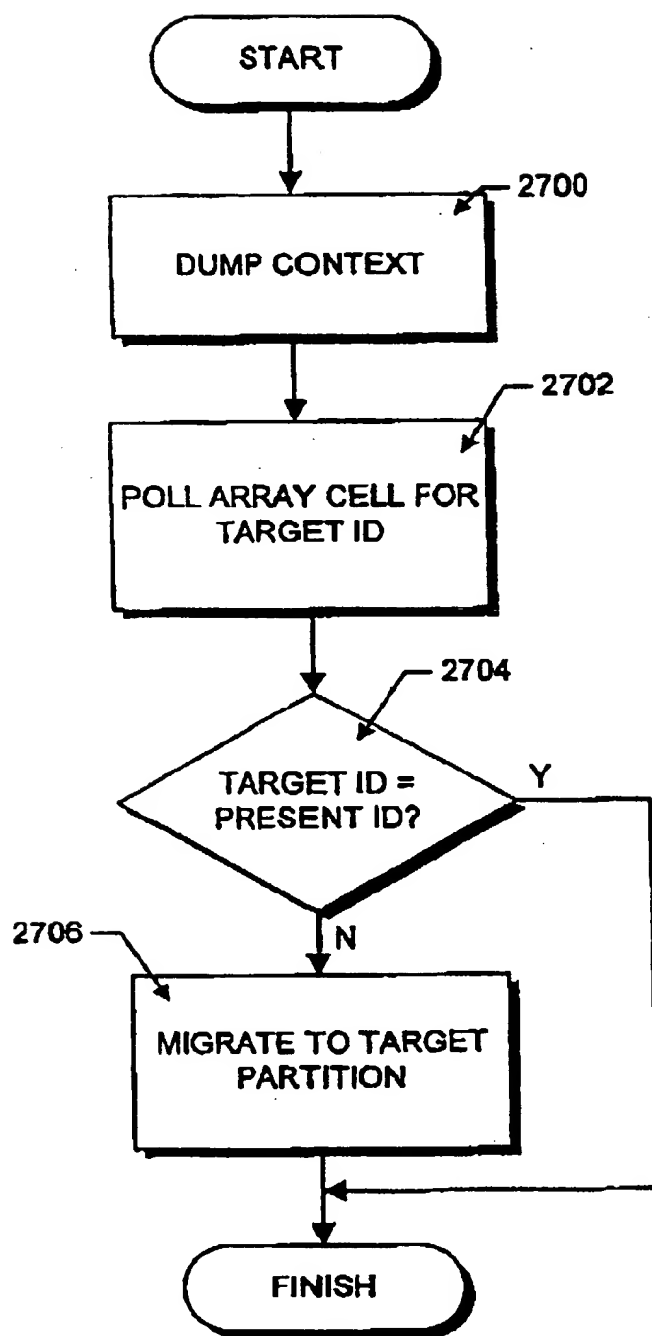 START
2700
DUMP CONTEXT
2702
POLL ARRAY CELL FOR
TARGET ID
2704
TARGET ID =
PRESENT ID?
Y
N
2706
MIGRATE TO TARGET
PARTITION
FINISH